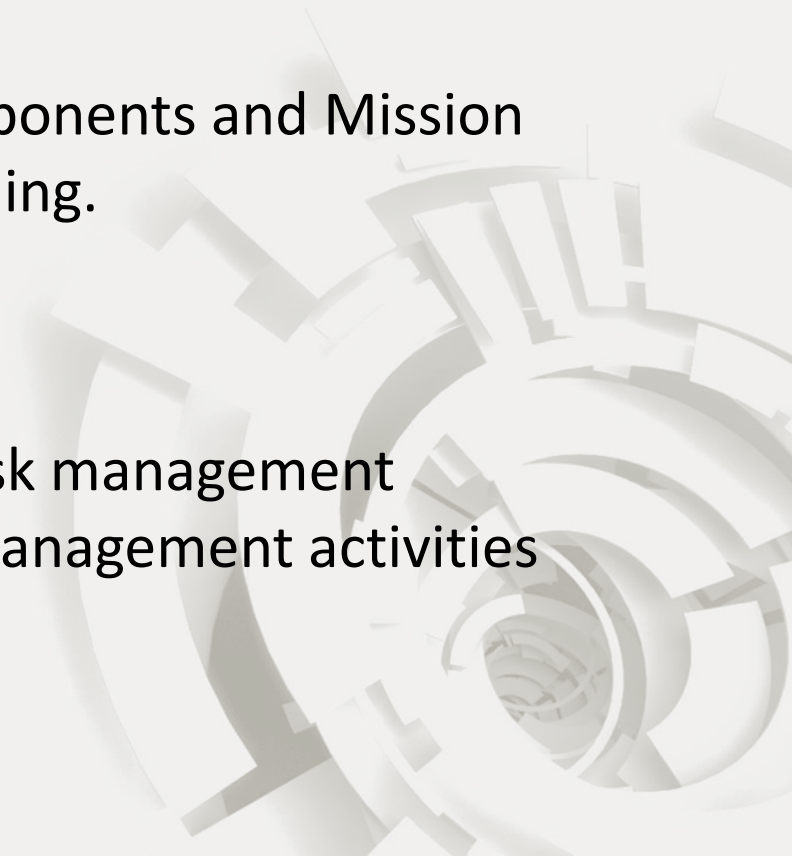 ponents and Mission
ing.
sk management
anagement activities